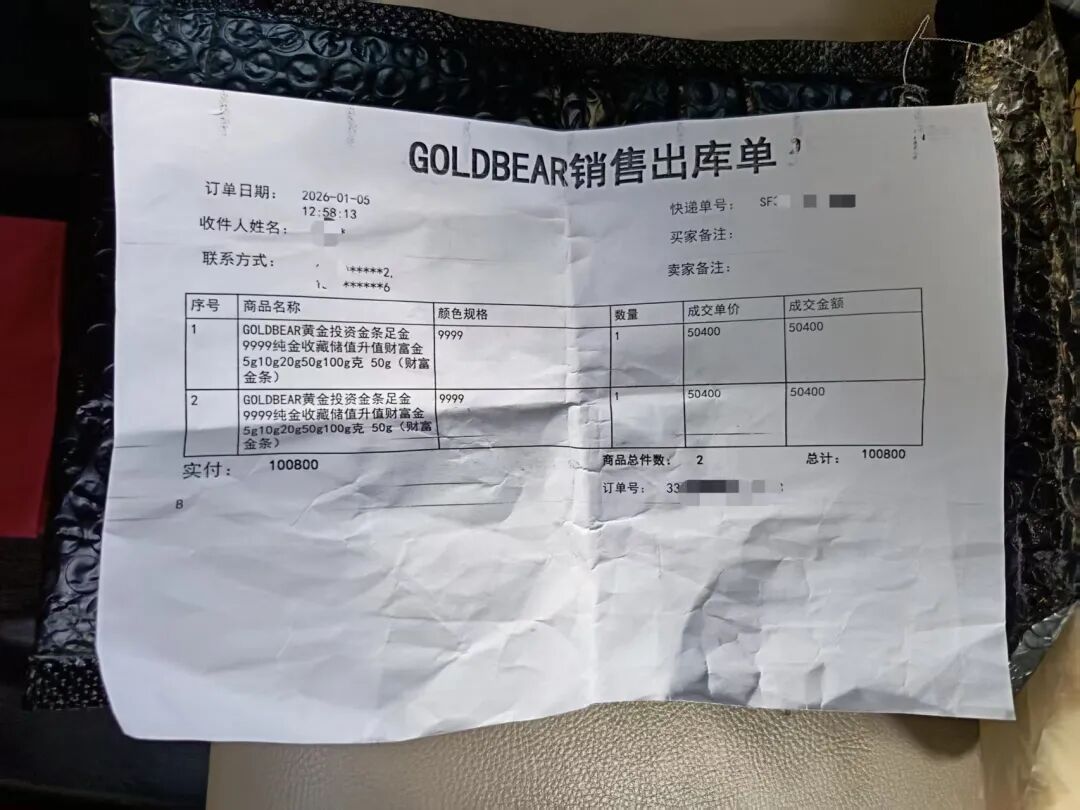 GOLDBEAR销售出库单
订单日期： 2026-01-05
12:58:13
快递单号： SF
收件人姓名：
买家备注：
联系方式： *****2,
******6
卖家备注：
序号 商品名称 颜色规格 数量 成交单价 成交金额
1 GOLDBEAR黄金投资金条足金 9999 1 50400 50400
9999纯金收藏储值升值财富金
5g10g20g50g100g克 50g（财富
金条）
2 GOLDBEAR黄金投资金条足金 9999 1 50400 50400
9999纯金收藏储值升值财富金
5g10g20g50g100g克 50g（财富
金条）
实付： 100800 商品总件数： 2 总计： 100800
订单号： 33
B